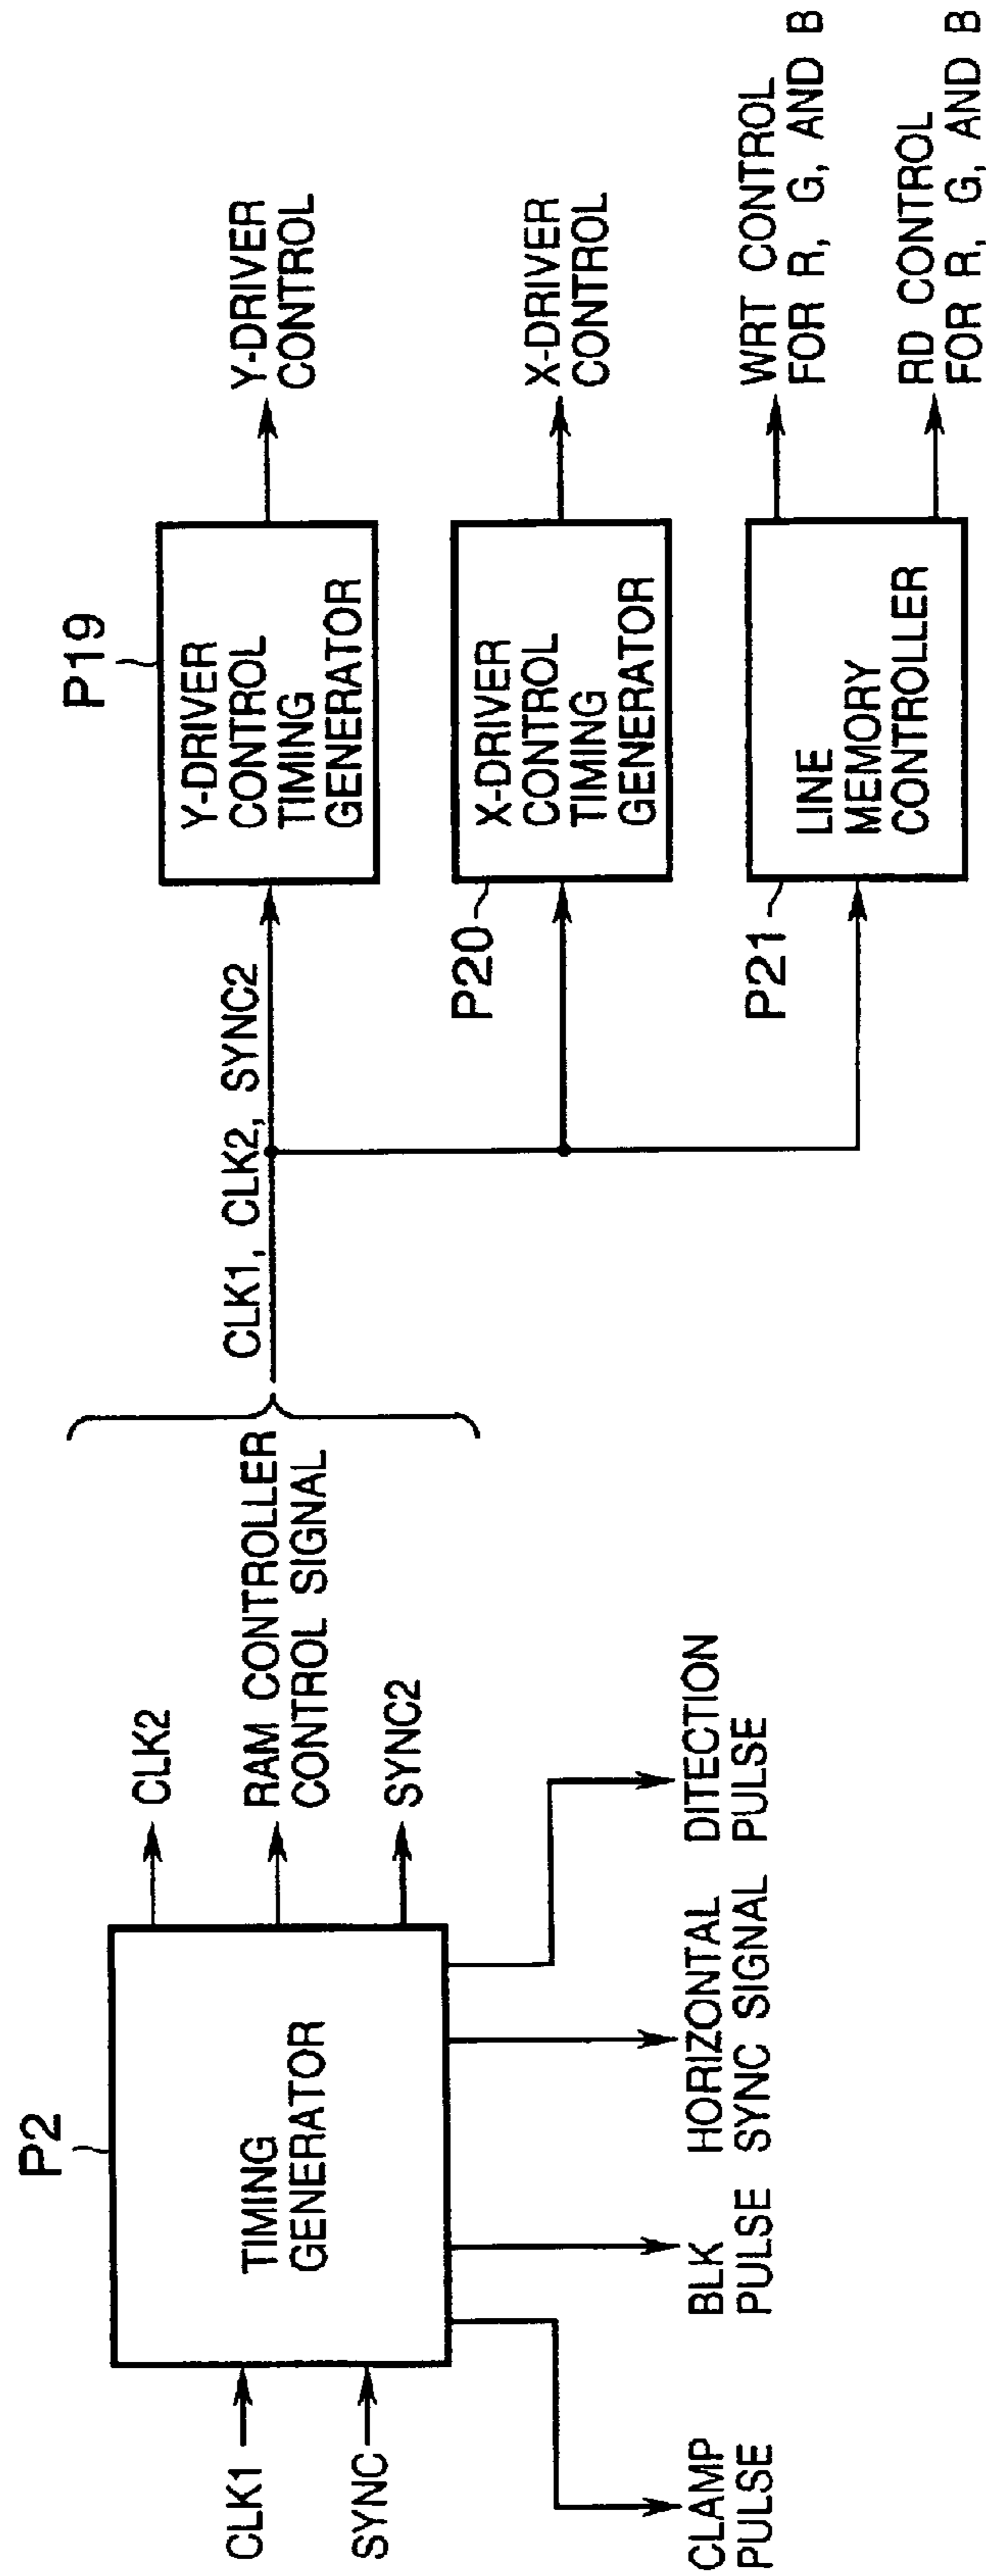 P2
CLK1
SYNC
TIMING
GENERATOR
CLK2
RAM CONTROLLER
CONTROL SIGNAL
SYNC2
CLAMP
PULSE
BLK
PULSE
HORIZONTAL
SYNC SIGNAL
DITECTION
PULSE
CLK1, CLK2, SYNC2
P19
Y-DRIVER
CONTROL
TIMING
GENERATOR
Y-DRIVER
CONTROL
P20
X-DRIVER
CONTROL
TIMING
GENERATOR
X-DRIVER
CONTROL
P21
LINE
MEMORY
CONTROLLER
WRT CONTROL
FOR R, G, AND B
RD CONTROL
FOR R, G, AND B